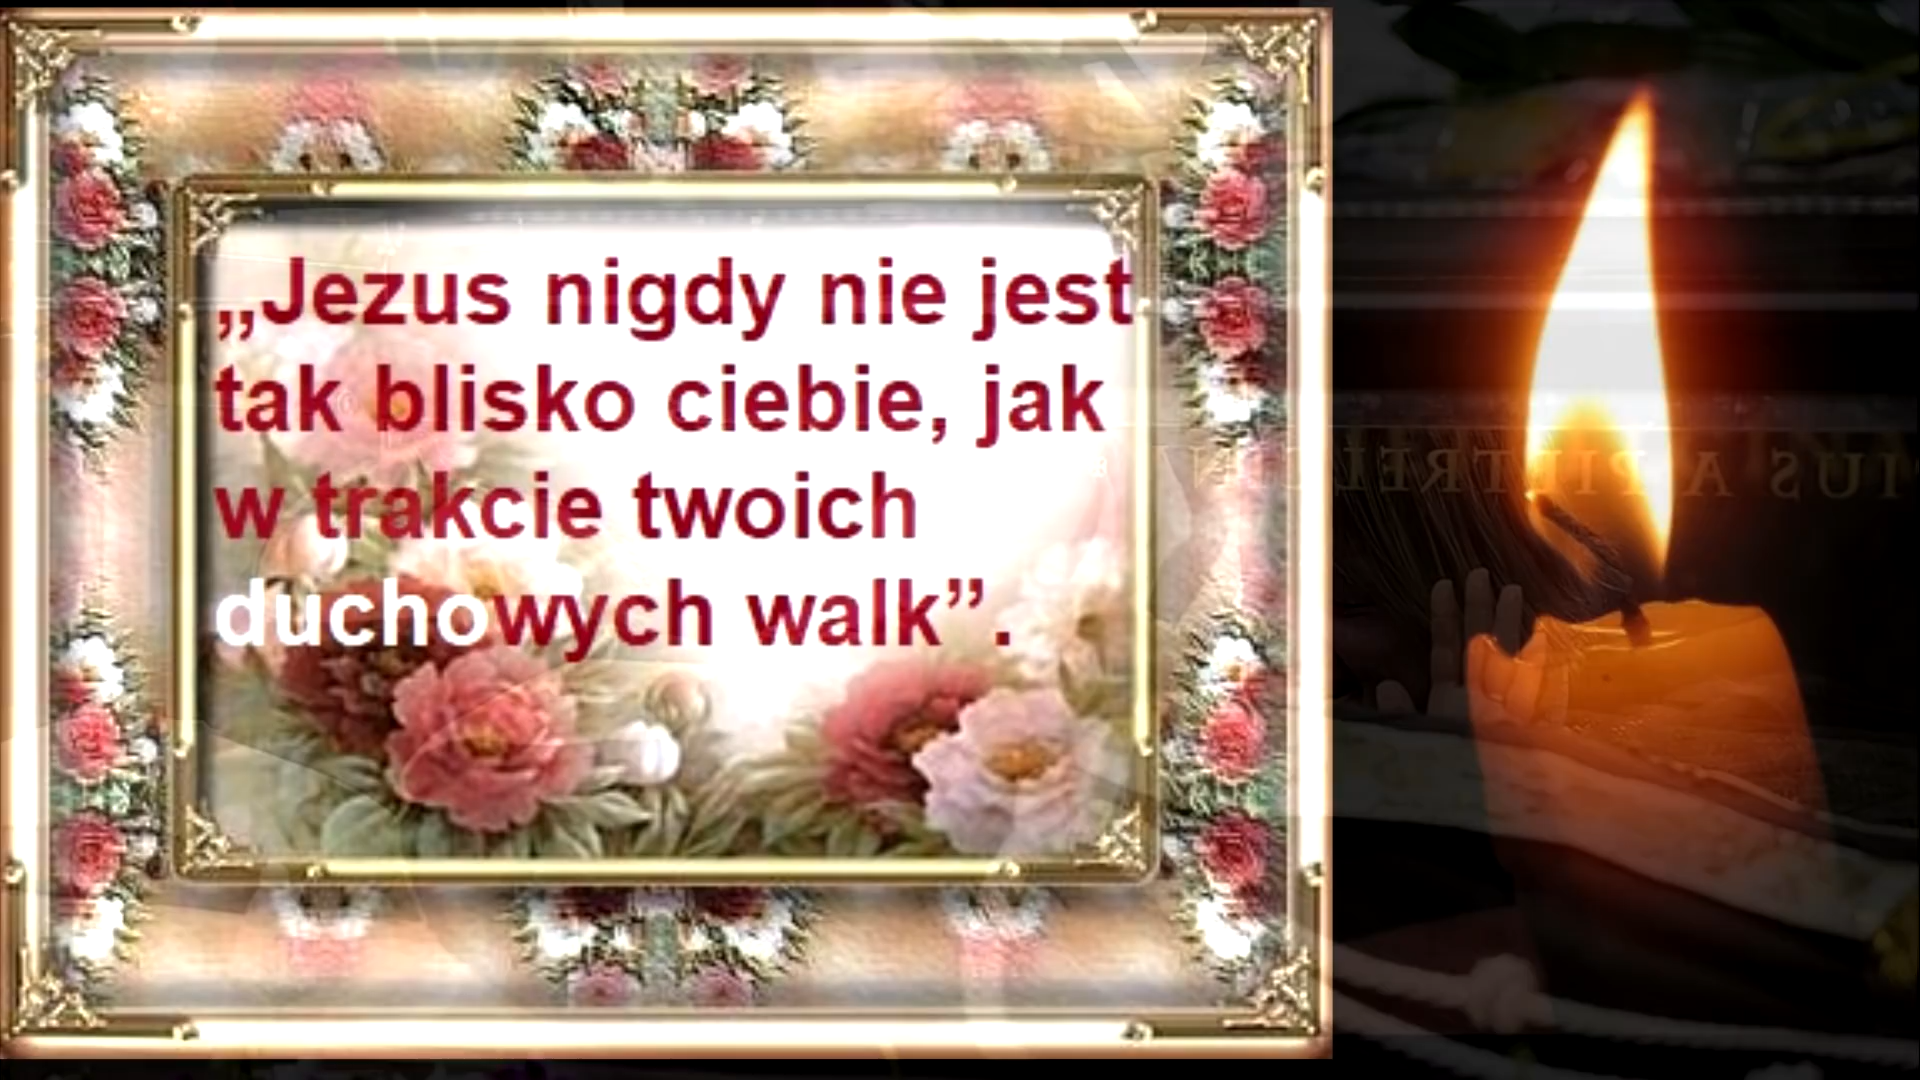 „Jezus nigdy nie jest
tak blisko ciebie, jak
w trakcie twoich
duchowych walk”.